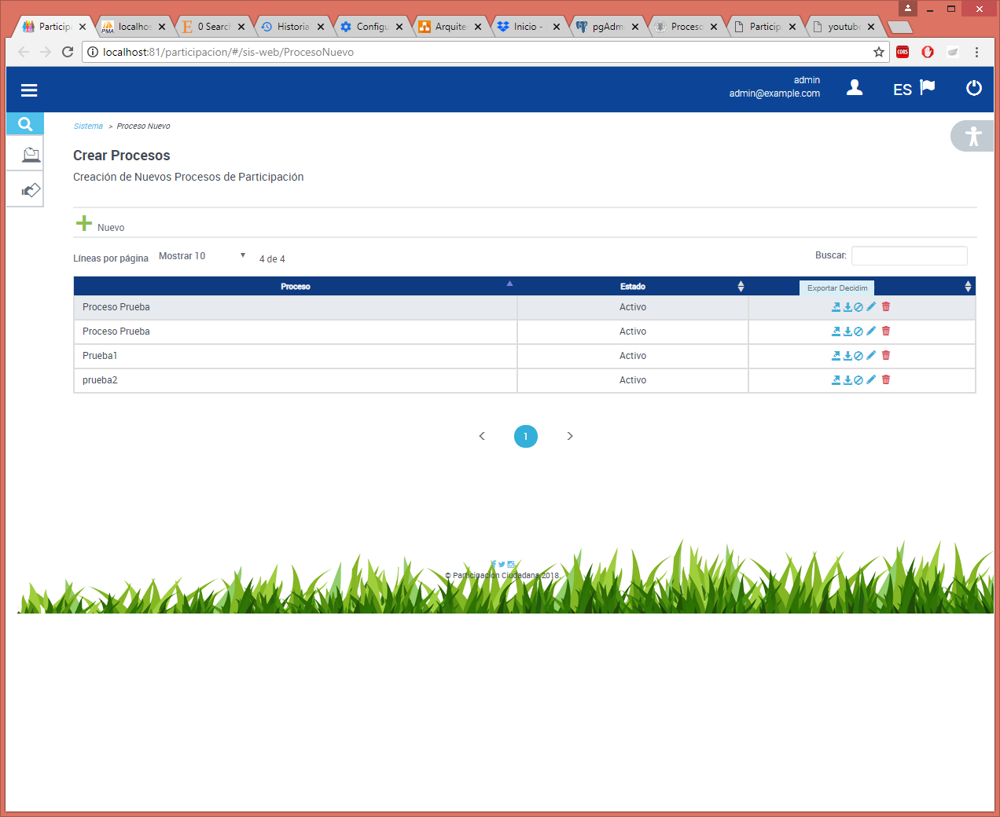 Particip
localhos
0 Search
Historia
Configu
Arquite
Inicio -
pgAdm
Proceso
Particip
youtube
localhost:81/participacion/#/sis-web/ProcesoNuevo
admin
admin@example.com
ES
Sistema > Proceso Nuevo
Crear Procesos
Creación de Nuevos Procesos de Participación
Nuevo
Líneas por página Mostrar 10 4 de 4 Buscar:
Proceso Estado Exportar Decidim
Proceso Prueba Activo
Proceso Prueba Activo
Prueba1 Activo
prueba2 Activo
< 1 >
© Participación Ciudadana 2018.